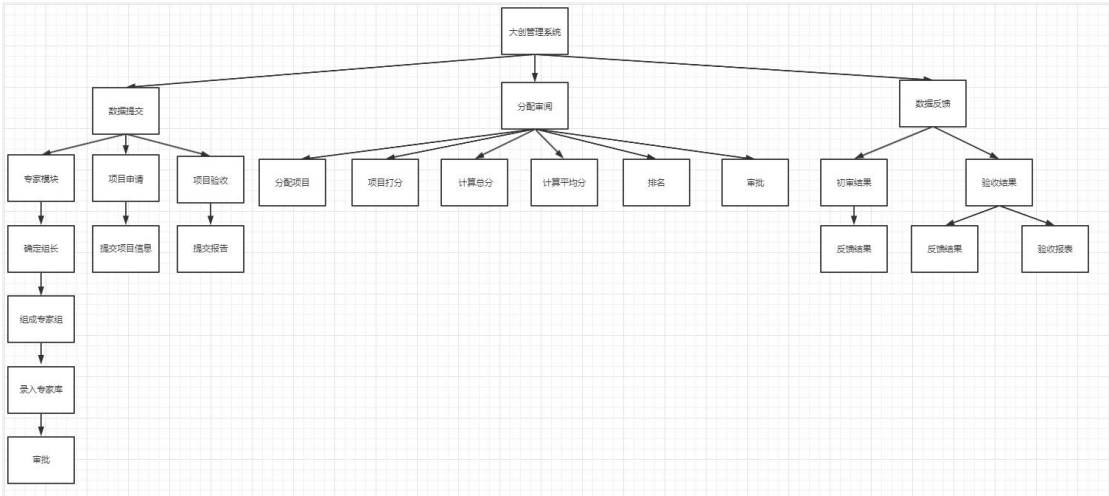 大创管理系统
数据提交
分配审阅
数据反馈
专家模块
项目申请
项目验收
分配项目
项目打分
计算总分
计算平均分
排名
审批
初审结果
验收结果
确定组长
提交项目信息
提交报告
反馈结果
反馈结果
验收报表
组成专家组
录入专家库
审批